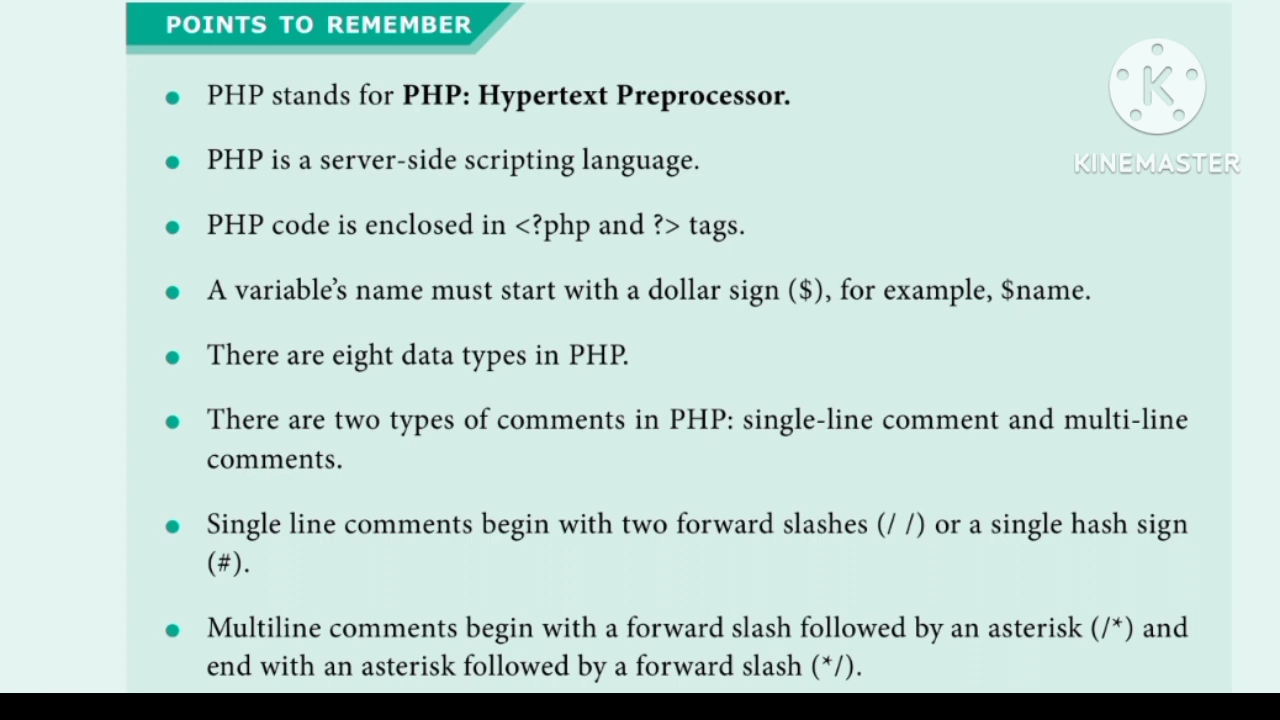 POINTS TO REMEMBER
PHP stands for PHP: Hypertext Preprocessor.
K
KINEMASTER
PHP is a server-side scripting language.
PHP code is enclosed in <?php and ?> tags.
A variable’s name must start with a dollar sign ($), for example, $name.
There are eight data types in PHP.
There are two types of comments in PHP: single-line comment and multi-line
comments.
Single line comments begin with two forward slashes (/ /) or a single hash sign
(#).
Multiline comments begin with a forward slash followed by an asterisk (/*) and
end with an asterisk followed by a forward slash (*/).